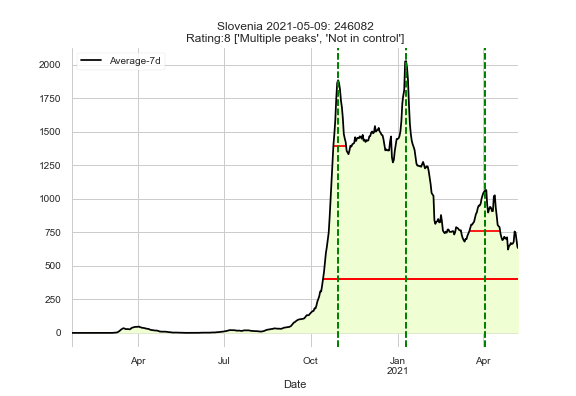 Slovenia 2021-05-09: 246082
Rating:8 ['Multiple peaks', 'Not in control']
Average-7d
2000
1750
1500
1250
1000
750
500
250
0
Apr
Jul
Oct
Jan
2021
Apr
Date